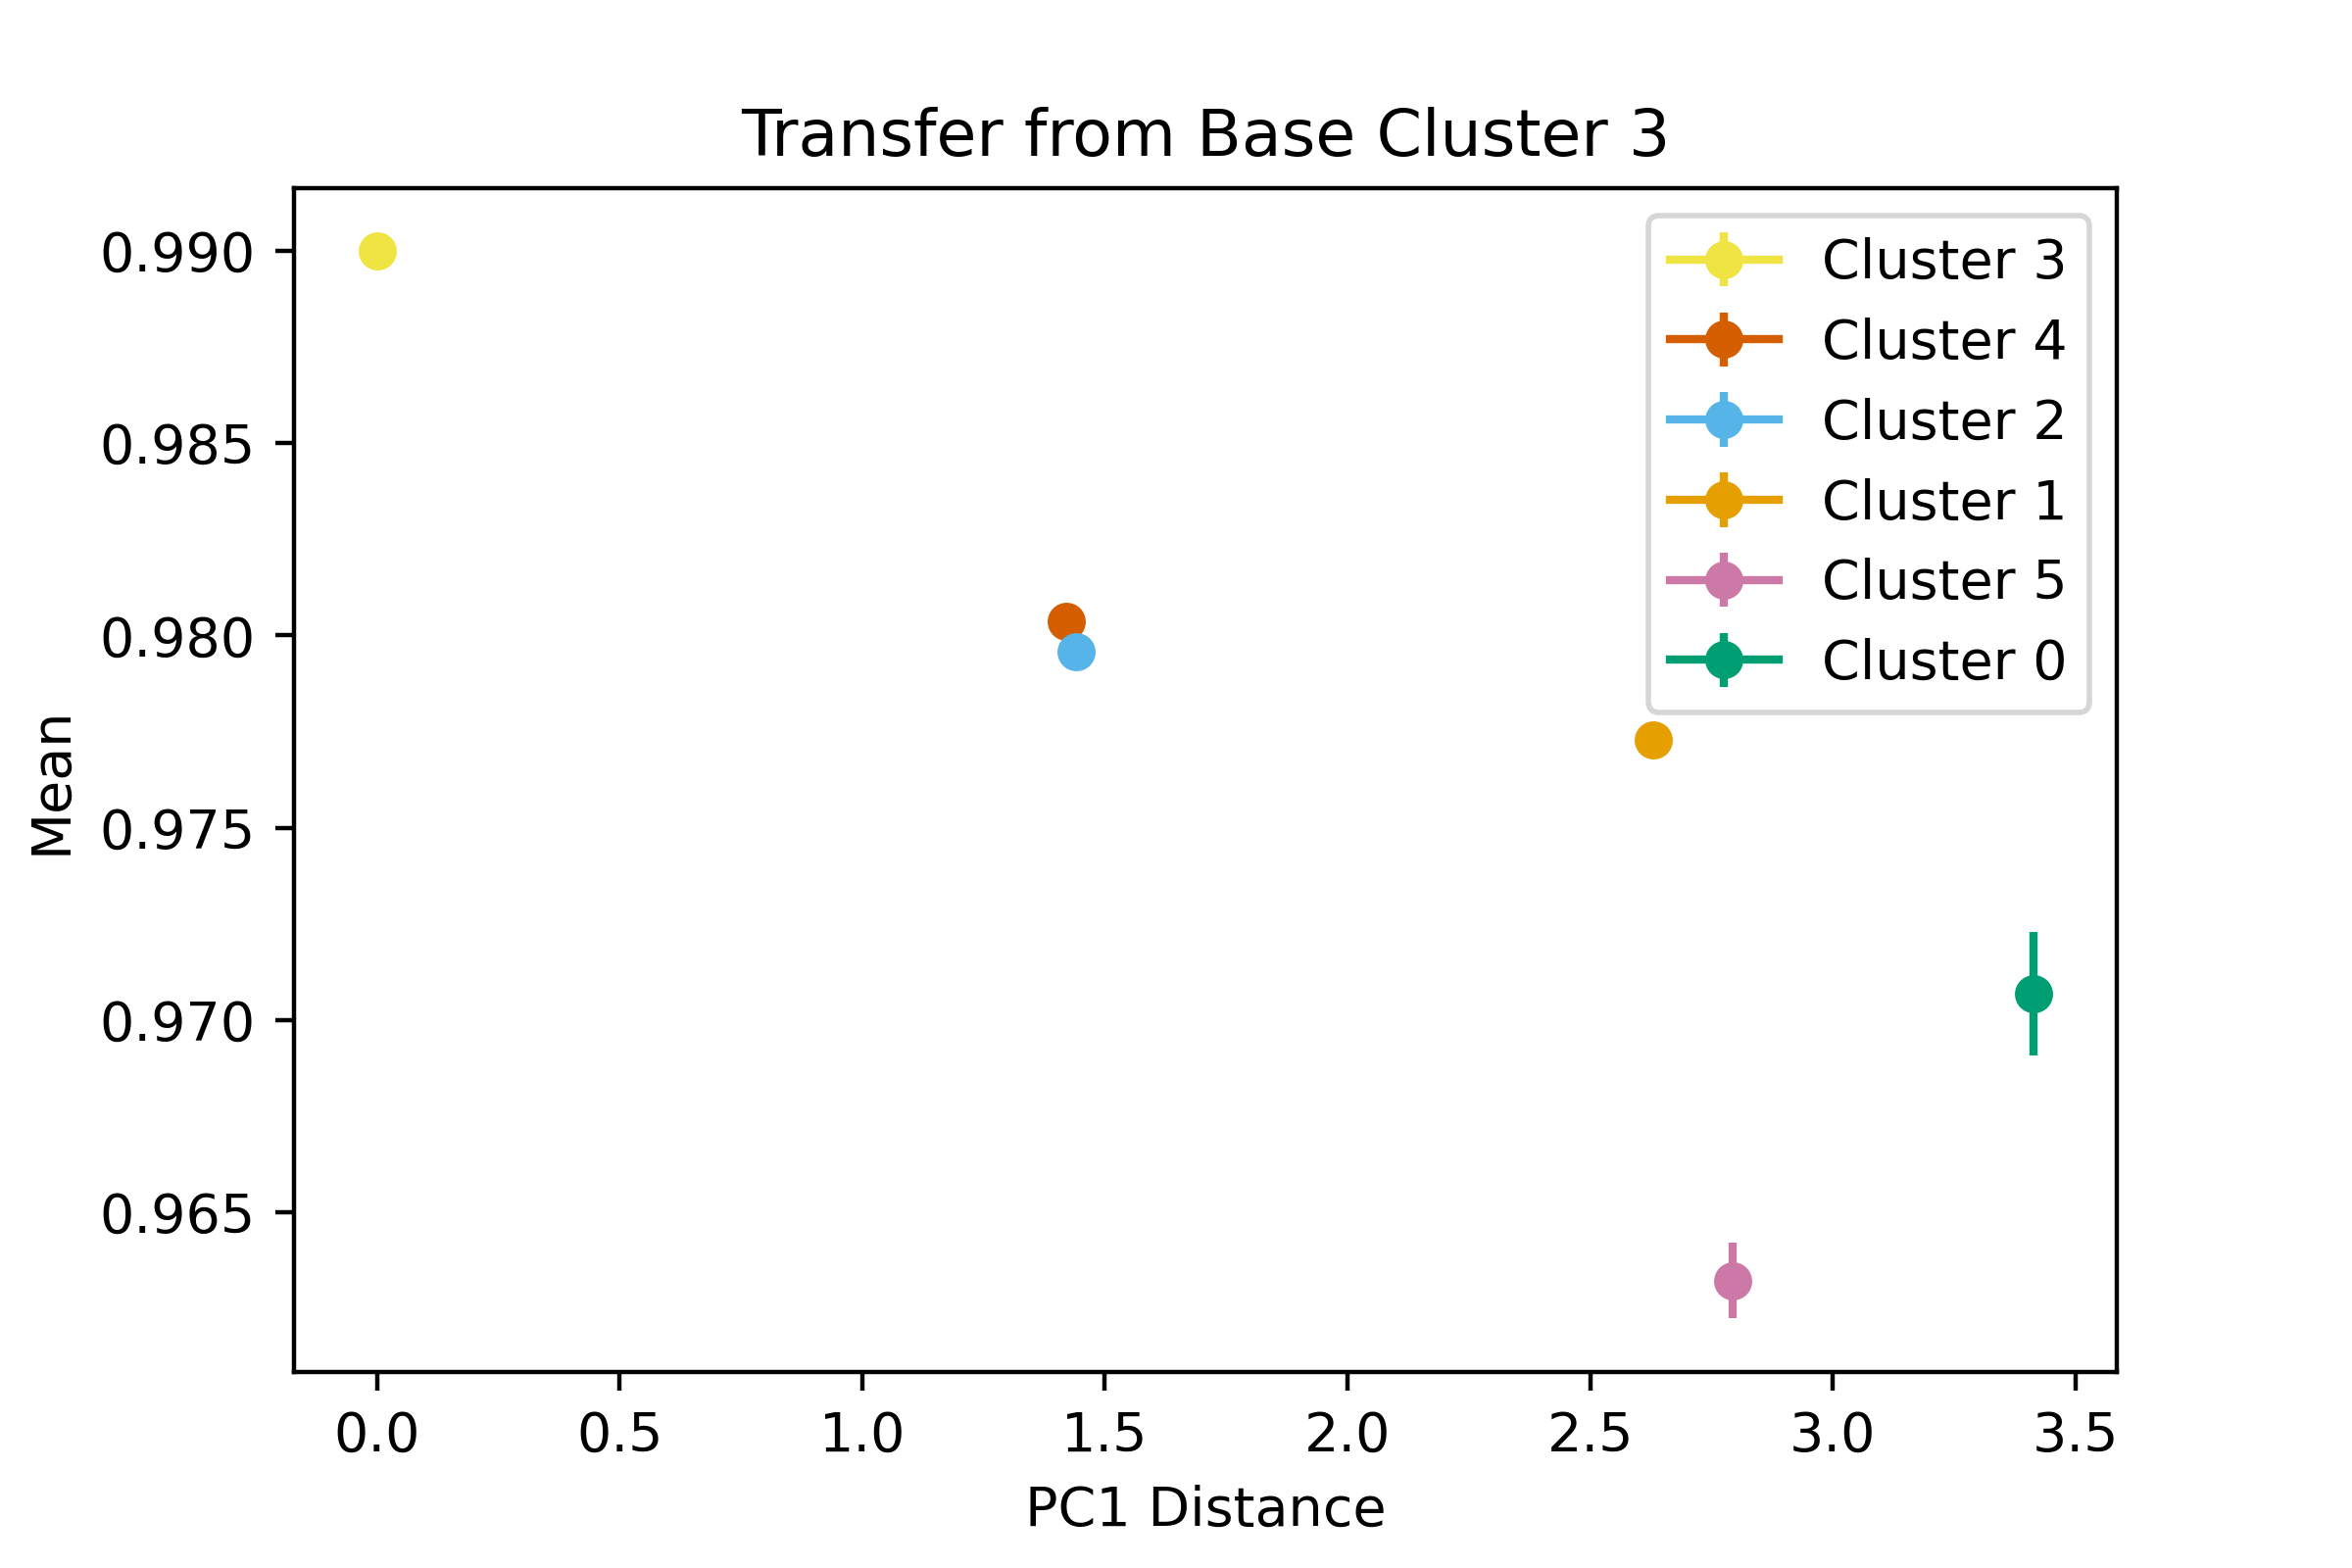 Transfer from Base Cluster 3
0.990
0.985
0.980
0.975
0.970
0.965
Mean
Cluster 3
Cluster 4
Cluster 2
Cluster 1
Cluster 5
Cluster 0
0.0 0.5 1.0 1.5 2.0 2.5 3.0 3.5
PC1 Distance